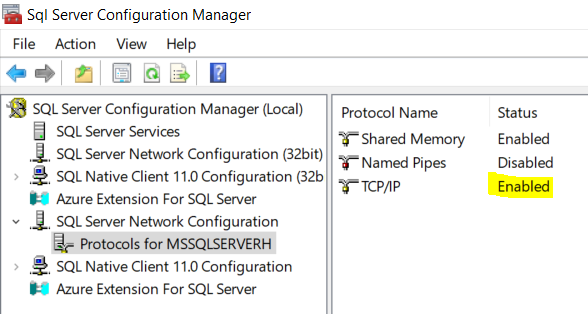 Sql Server Configuration Manager
File Action View Help
SQL Server Configuration Manager (Local)
SQL Server Services
SQL Server Network Configuration (32bit)
SQL Native Client 11.0 Configuration (32b
Azure Extension For SQL Server
SQL Server Network Configuration
Protocols for MSSQLSERVERH
SQL Native Client 11.0 Configuration
Azure Extension For SQL Server
Protocol Name Status
Shared Memory Enabled
Named Pipes Disabled
TCP/IP Enabled